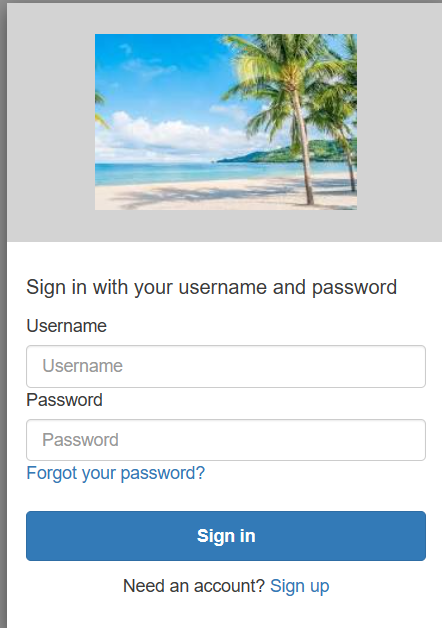 Sign in with your username and password
Username
Username
Password
Password
Forgot your password?
Sign in
Need an account? Sign up